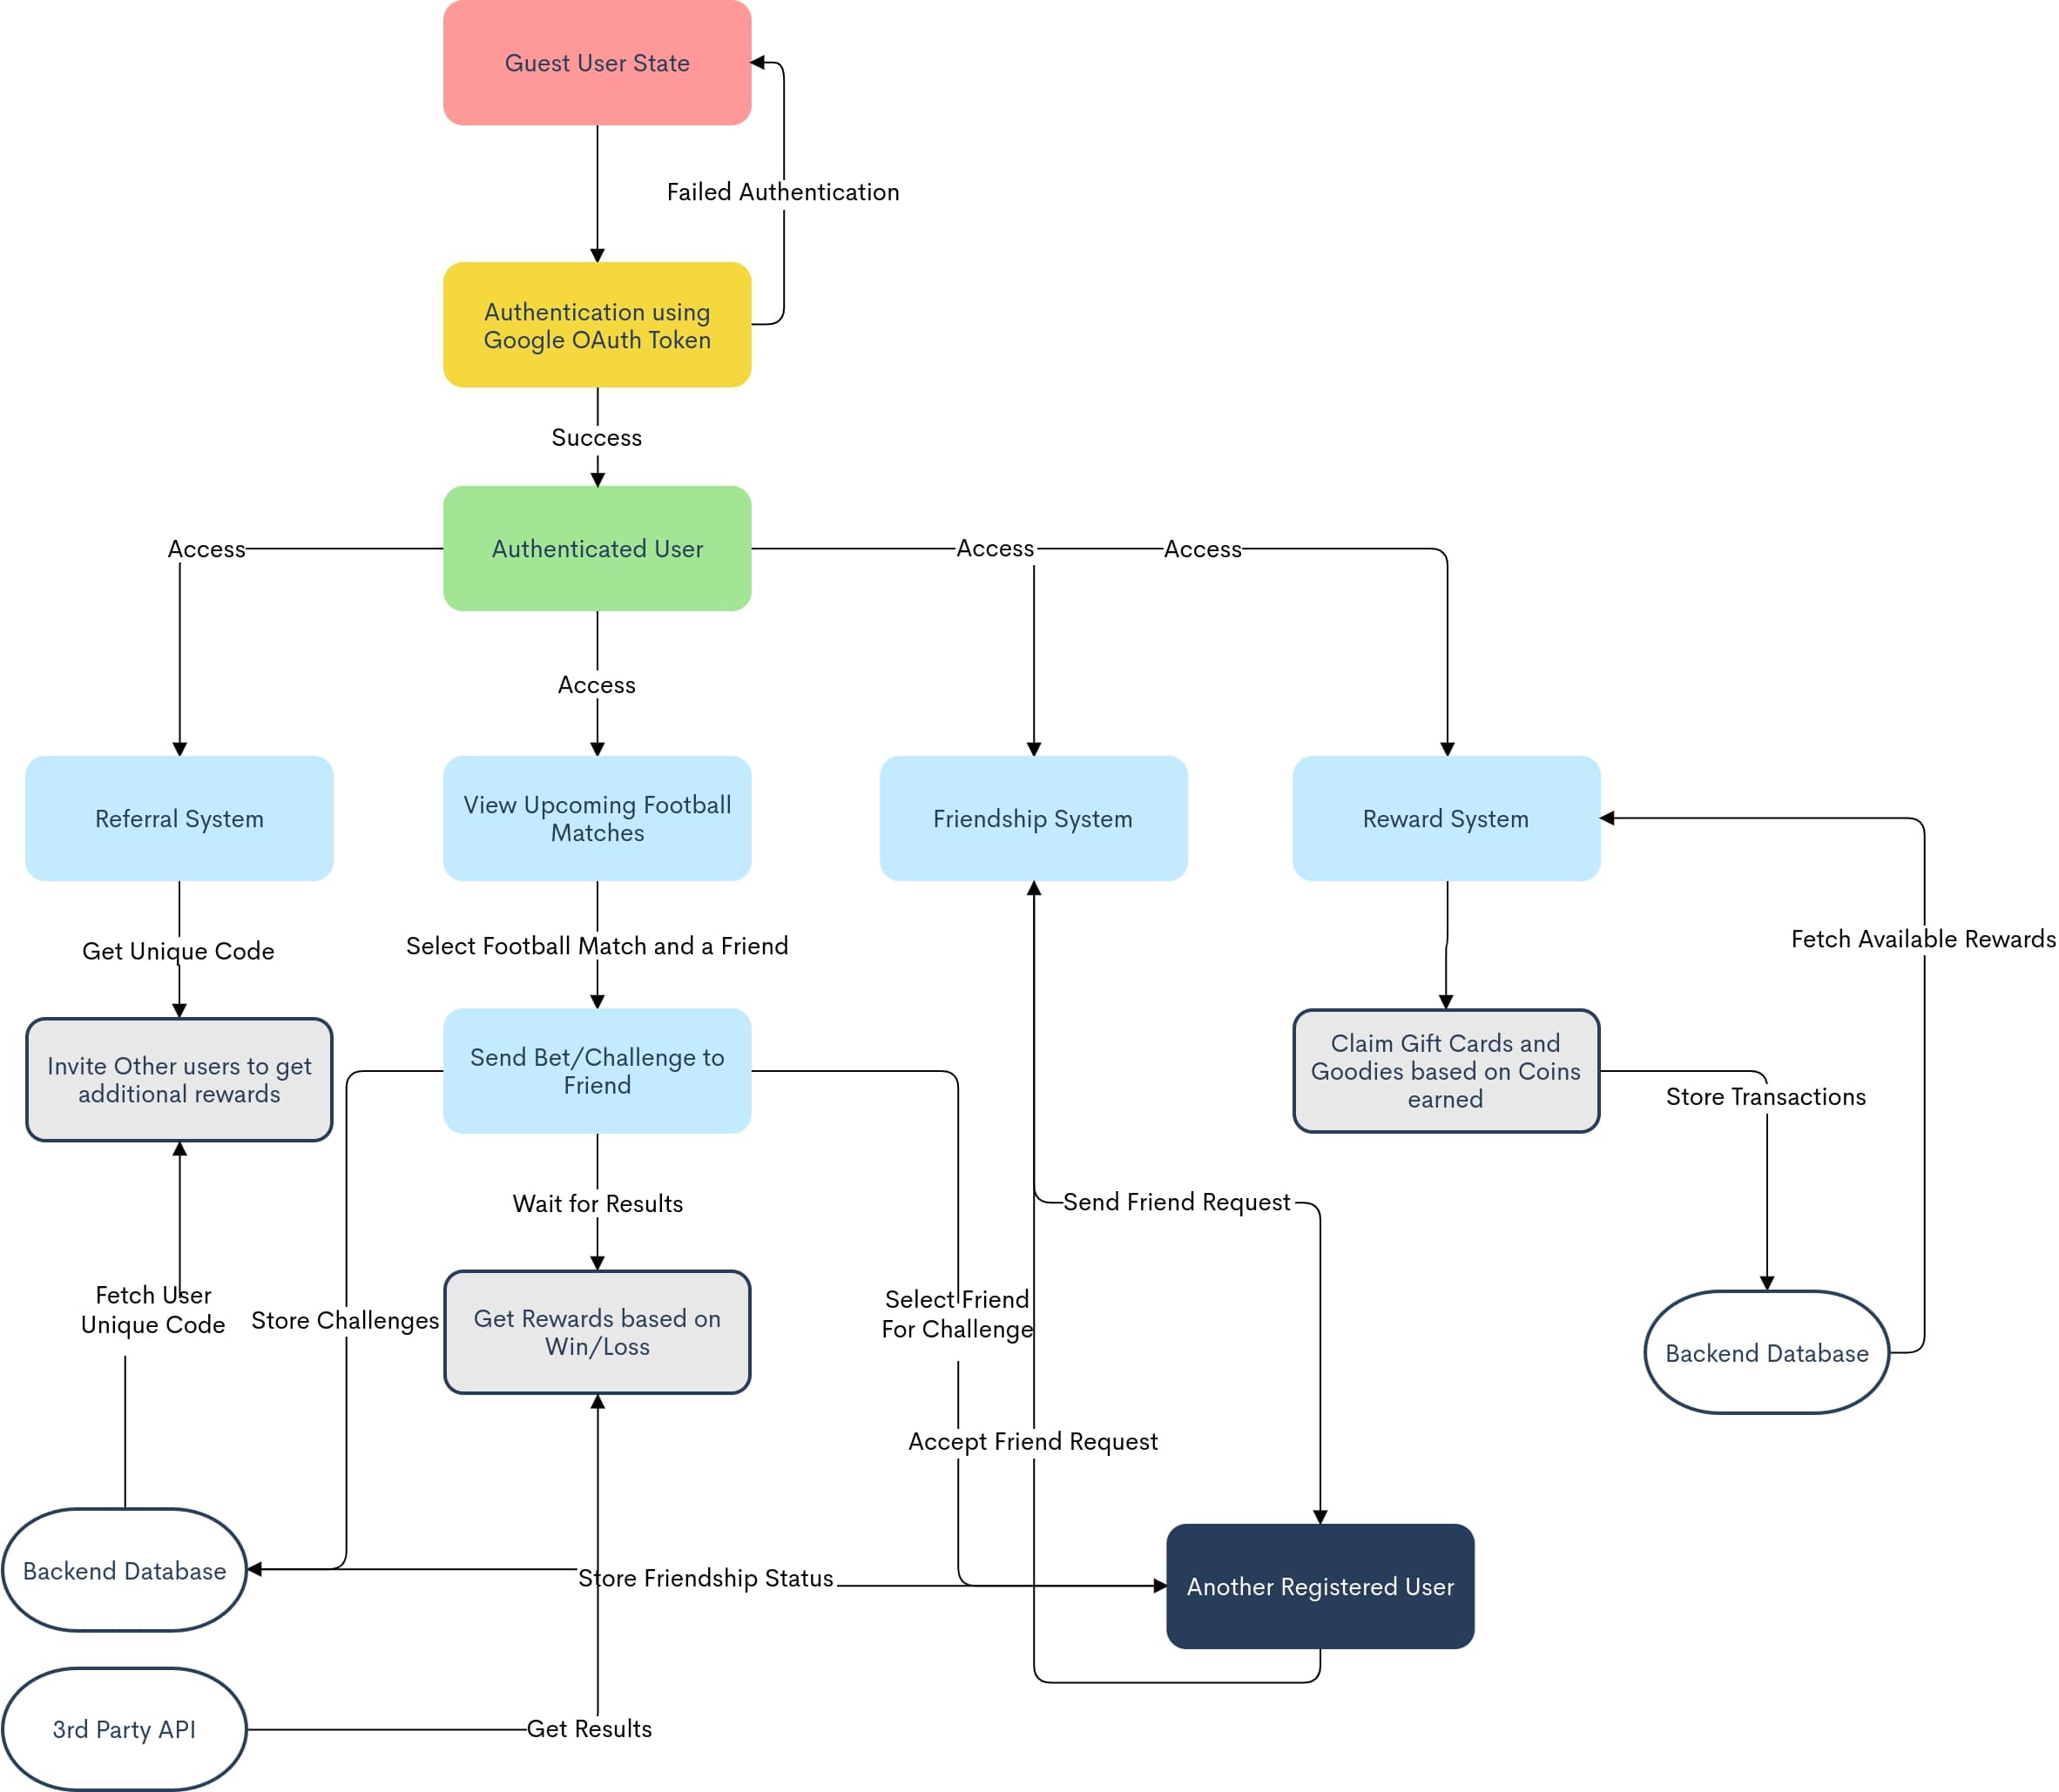 Guest User State
Failed Authentication
Authentication using
Google OAuth Token
Success
Access
Authenticated User
Access
Access
Access
Referral System
View Upcoming Football
Matches
Friendship System
Reward System
Get Unique Code
Select Football Match and a Friend
Fetch Available Rewards
Invite Other users to get
additional rewards
Send Bet/Challenge to
Friend
Claim Gift Cards and
Goodies based on Coins
earned
Store Transactions
Wait for Results
Send Friend Request
Fetch User
Unique Code
Store Challenges
Get Rewards based on
Win/Loss
Select Friend
For Challenge
Backend Database
Accept Friend Request
Backend Database
Store Friendship Status
Another Registered User
3rd Party API
Get Results